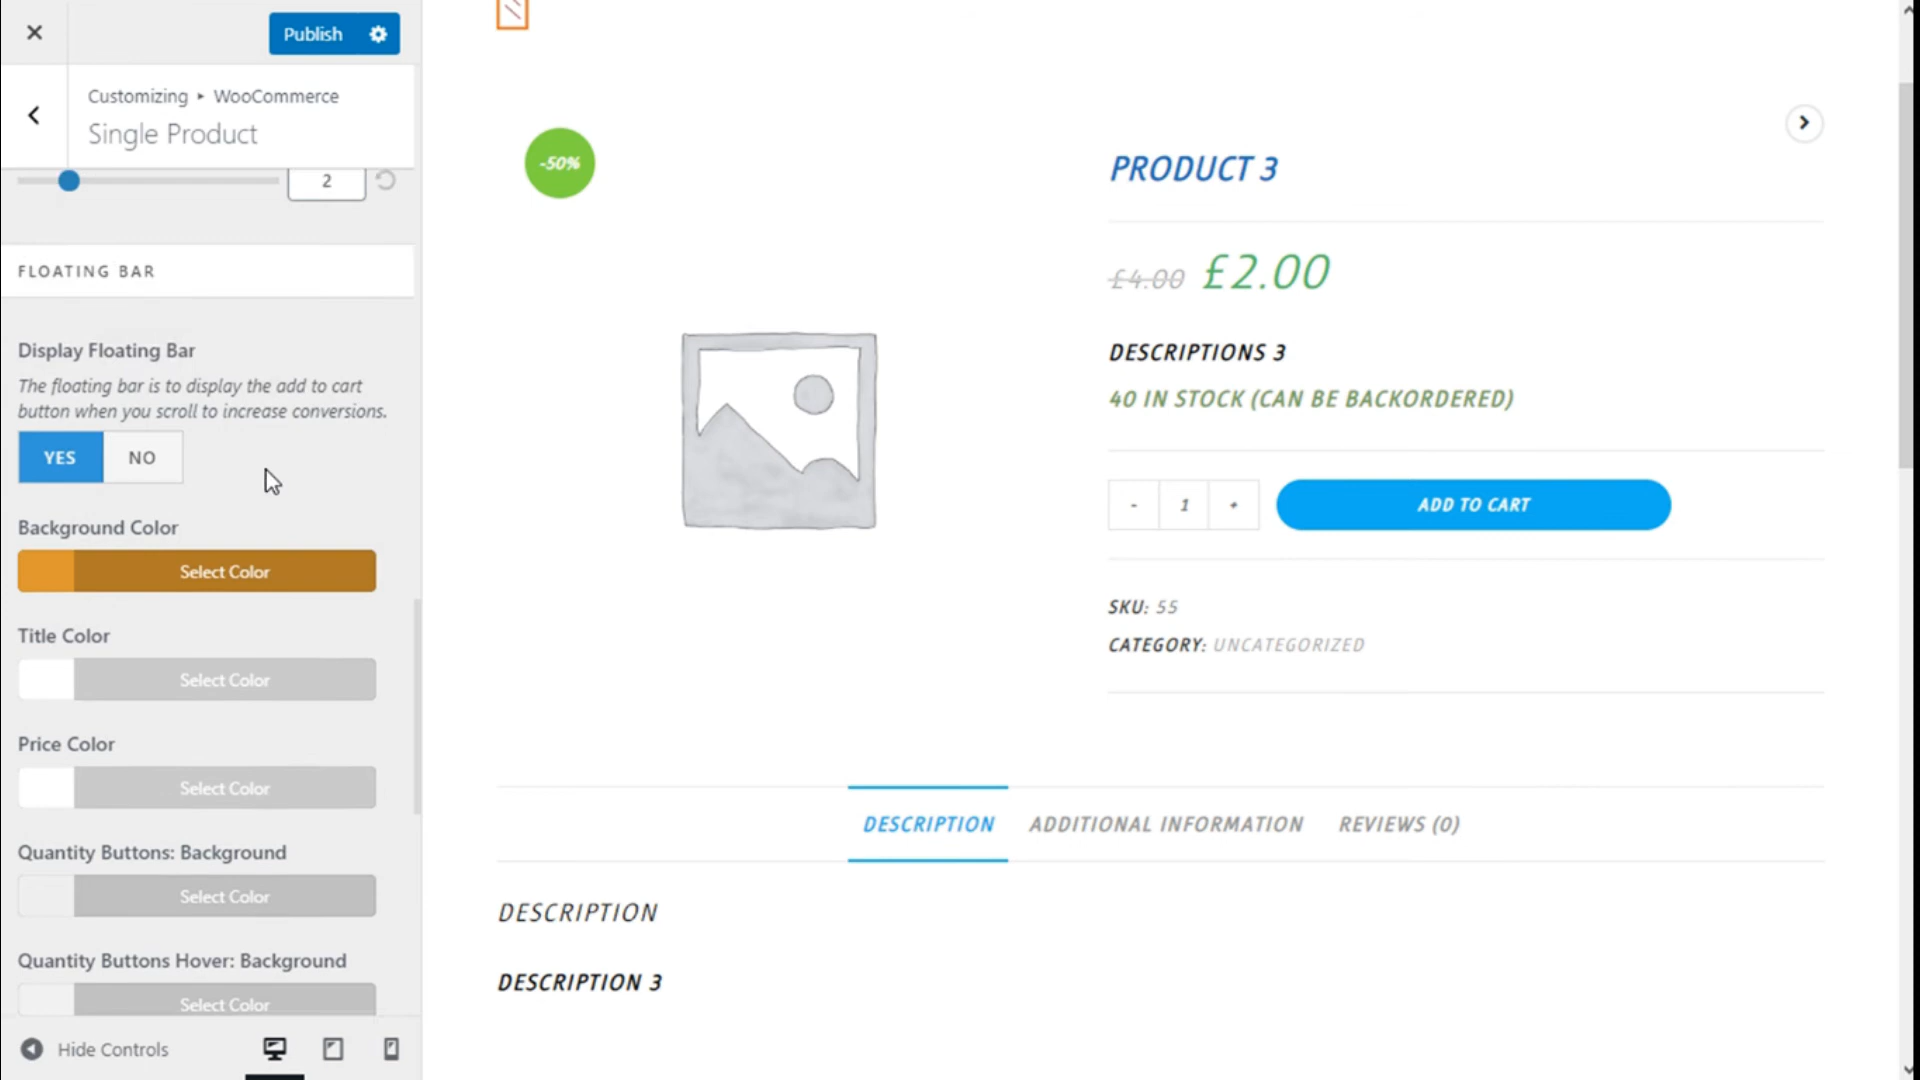 Publish
Customizing ▸ WooCommerce
Single Product
2
FLOATING BAR
Display Floating Bar
The floating bar is to display the add to cart
button when you scroll to increase conversions.
YES NO
Background Color
Select Color
Title Color
Select Color
Price Color
Select Color
Quantity Buttons: Background
Select Color
Quantity Buttons Hover: Background
Select Color
Hide Controls
-50%
PRODUCT 3
£4.00 £2.00
DESCRIPTIONS 3
40 IN STOCK (CAN BE BACKORDERED)
- 1 + ADD TO CART
SKU: 55
CATEGORY: UNCATEGORIZED
DESCRIPTION ADDITIONAL INFORMATION REVIEWS (0)
DESCRIPTION
DESCRIPTION 3